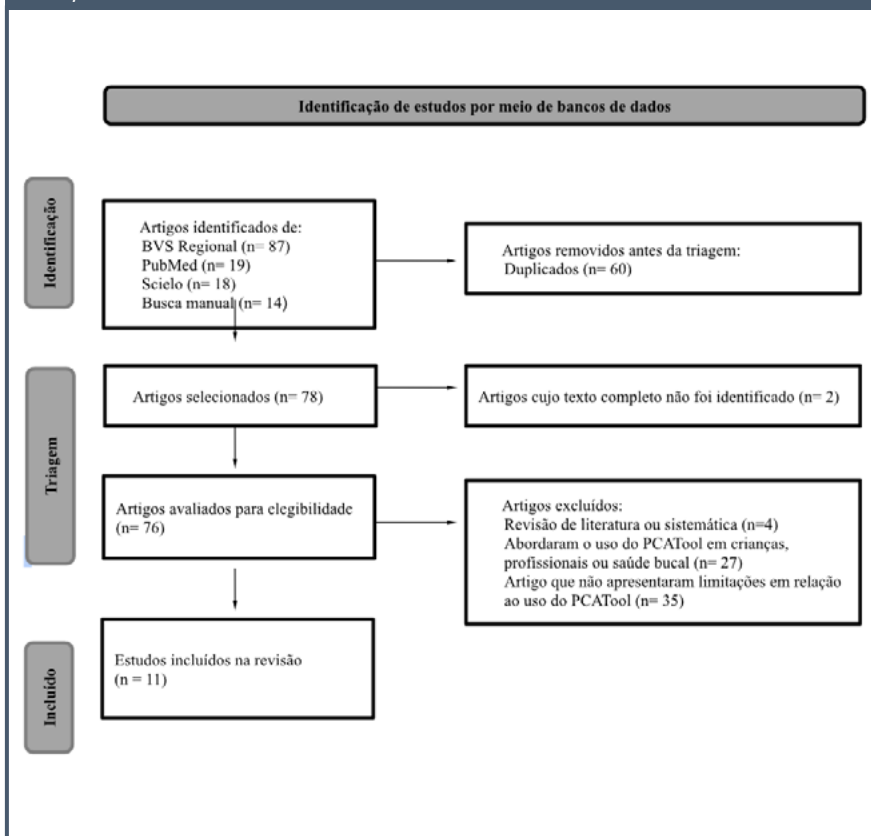 Identificação de estudos por meio de bancos de dados
Identificação
Artigos identificados de:
BVS Regional (n= 87)
PubMed (n= 19)
Scielo (n= 18)
Busca manual (n= 14)
Artigos removidos antes da triagem:
Duplicados (n= 60)
Triagem
Artigos selecionados (n= 78)
Artigos cujo texto completo não foi identificado (n= 2)
Artigos avaliados para elegibilidade
(n= 76)
Artigos excluídos:
Revisão de literatura ou sistemática (n=4)
Abordaram o uso do PCATool em crianças,
profissionais ou saúde bucal (n= 27)
Artigo que não apresentaram limitações em relação
ao uso do PCATool (n= 35)
Incluído
Estudos incluídos na revisão
(n = 11)